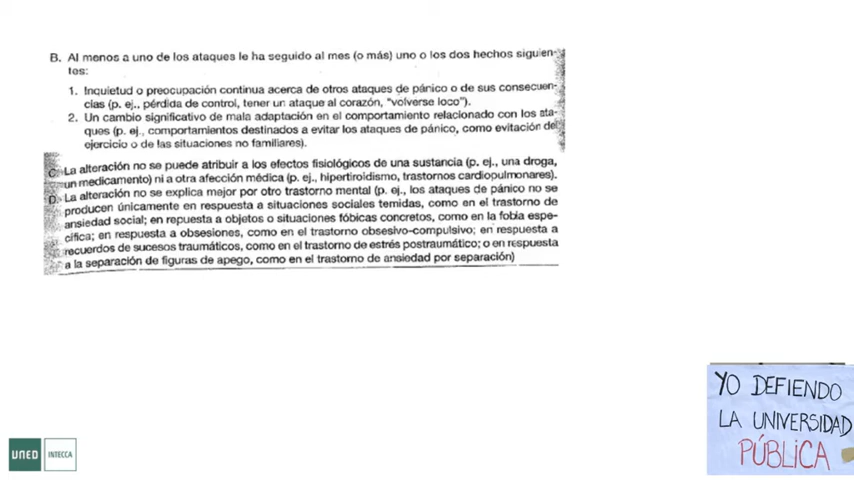 B. Al menos a uno de los ataques le ha seguido al mes (o más) uno o los dos hechos siguien-
tes:
1. Inquietud o preocupación continua acerca de otros ataques de pánico o de sus consecuen-
cias (p. ej., pérdida de control, tener un ataque al corazón, "volverse loco").
2. Un cambio significativo de mala adaptación en el comportamiento relacionado con los ata-
ques (p. ej., comportamientos destinados a evitar los ataques de pánico, como evitación del
ejercicio o de las situaciones no familiares).
C. La alteración no se puede atribuir a los efectos fisiológicos de una sustancia (p. ej., una droga,
un medicamento) ni a otra afección médica (p. ej., hipertiroidismo, trastornos cardiopulmonares).
D. La alteración no se explica mejor por otro trastorno mental (p. ej., los ataques de pánico no se
producen únicamente en respuesta a situaciones sociales temidas, como en el trastorno de
ansiedad social; en repuesta a objetos o situaciones fóbicas concretos, como en la fobia espe-
cífica; en respuesta a obsesiones, como en el trastorno obsesivo-compulsivo; en respuesta a
recuerdos de sucesos traumáticos, como en el trastorno de estrés postraumático; o en respuesta
a la separación de figuras de apego, como en el trastorno de ansiedad por separación)
YO DEFIENDO
LA UNIVERSIDAD
PÚBLICA
UNED INTECCA